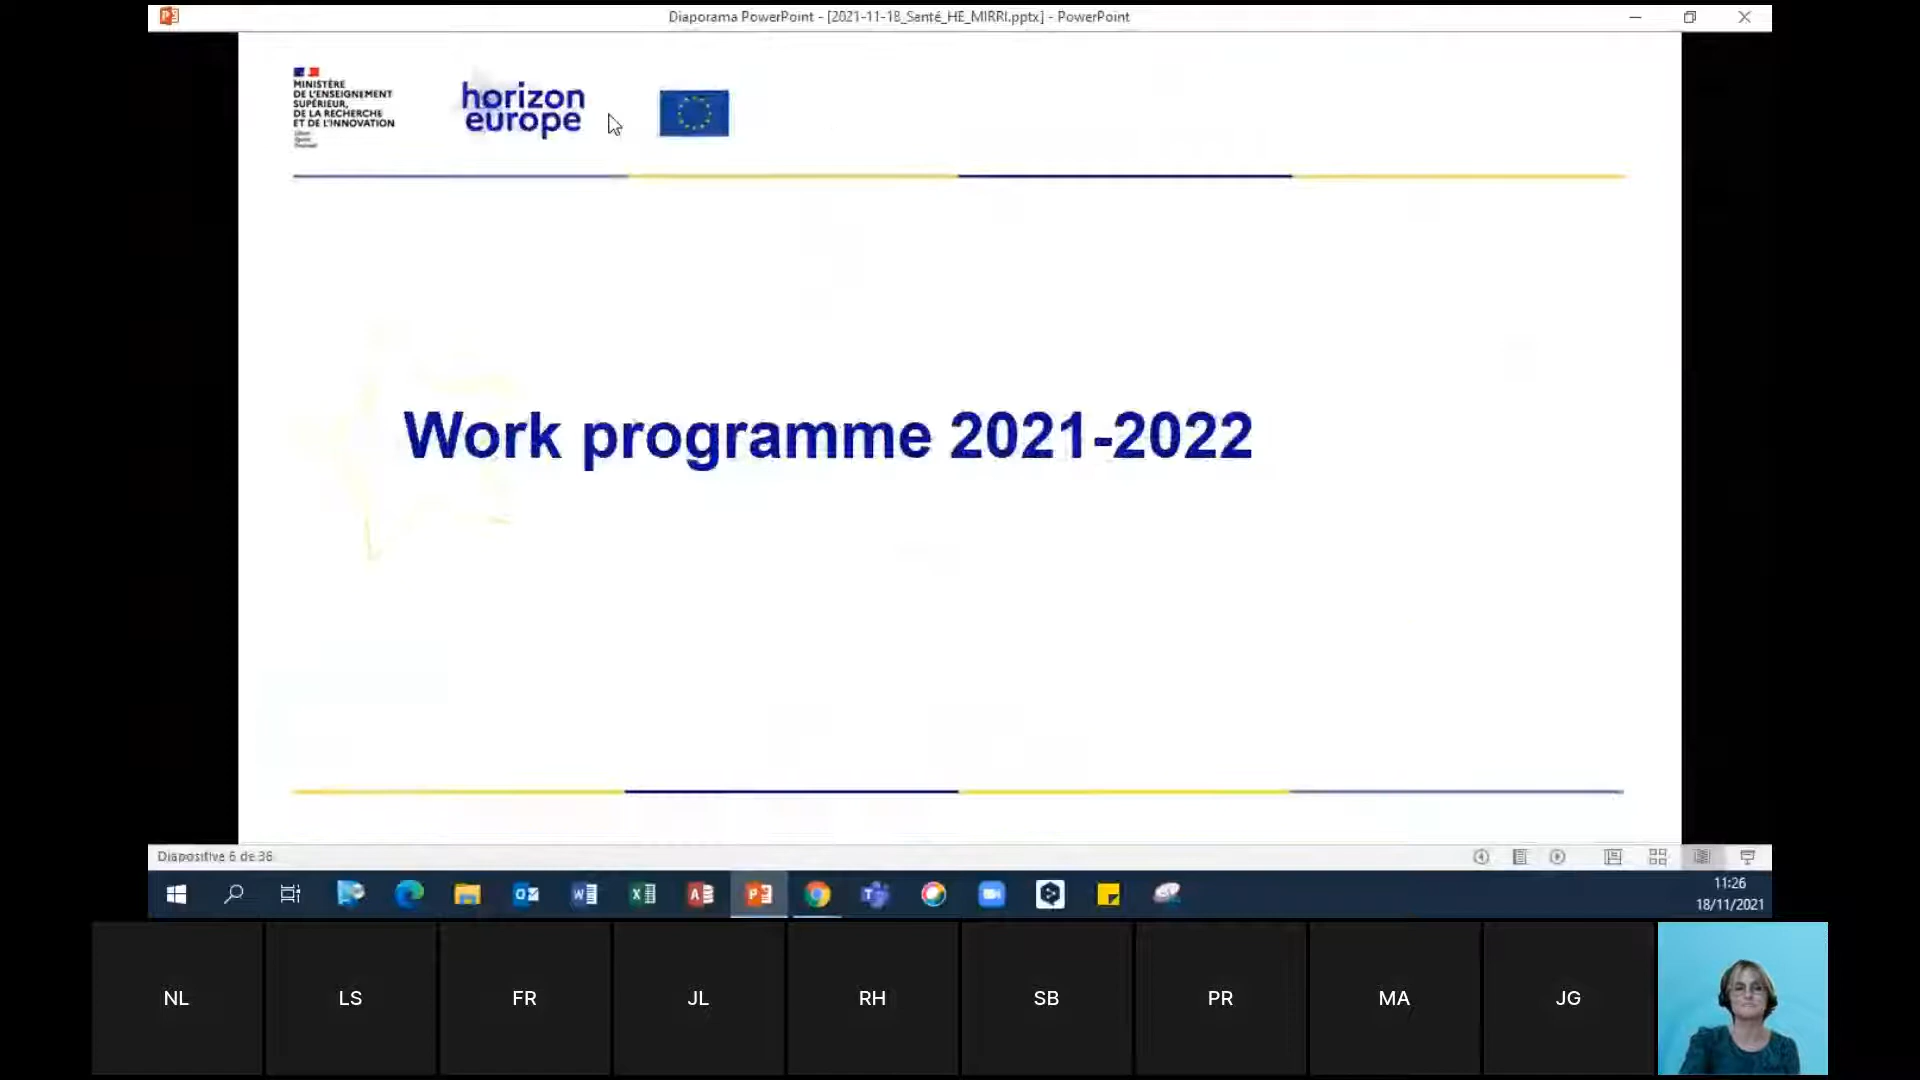 Diaporama PowerPoint - [2021-11-18_Santé_HE_MIRRI.pptx] - PowerPoint
MINISTÈRE
DE L'ENSEIGNEMENT
SUPÉRIEUR,
DE LA RECHERCHE
ET DE L'INNOVATION
horizon
europe
Work programme 2021-2022
Diapositive 6 de 36
11:26
18/11/2021
NL
LS
FR
JL
RH
SB
PR
MA
JG